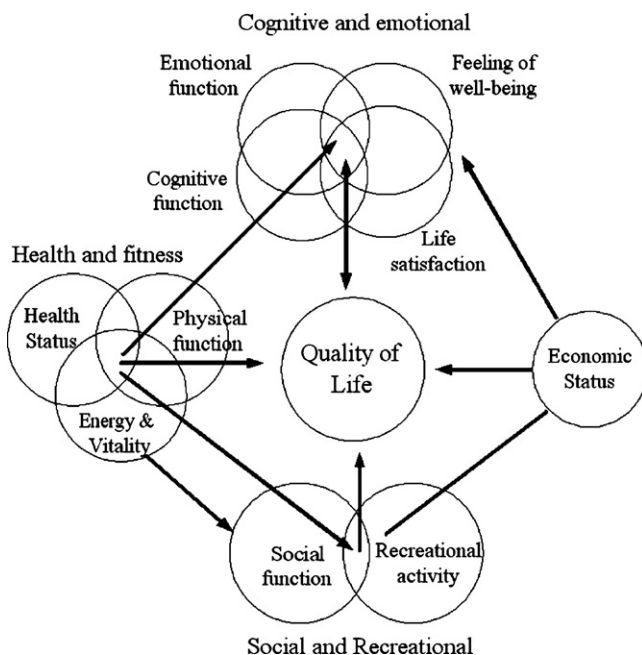 Cognitive and emotional
Emotional
function
Feeling of
well-being
Cognitive
function
Life
satisfaction
Health and fitness
Health
Status
Physical
function
Energy &
Vitality
Quality of
Life
Economic
Status
Social
function
Recreational
activity
Social and Recreational